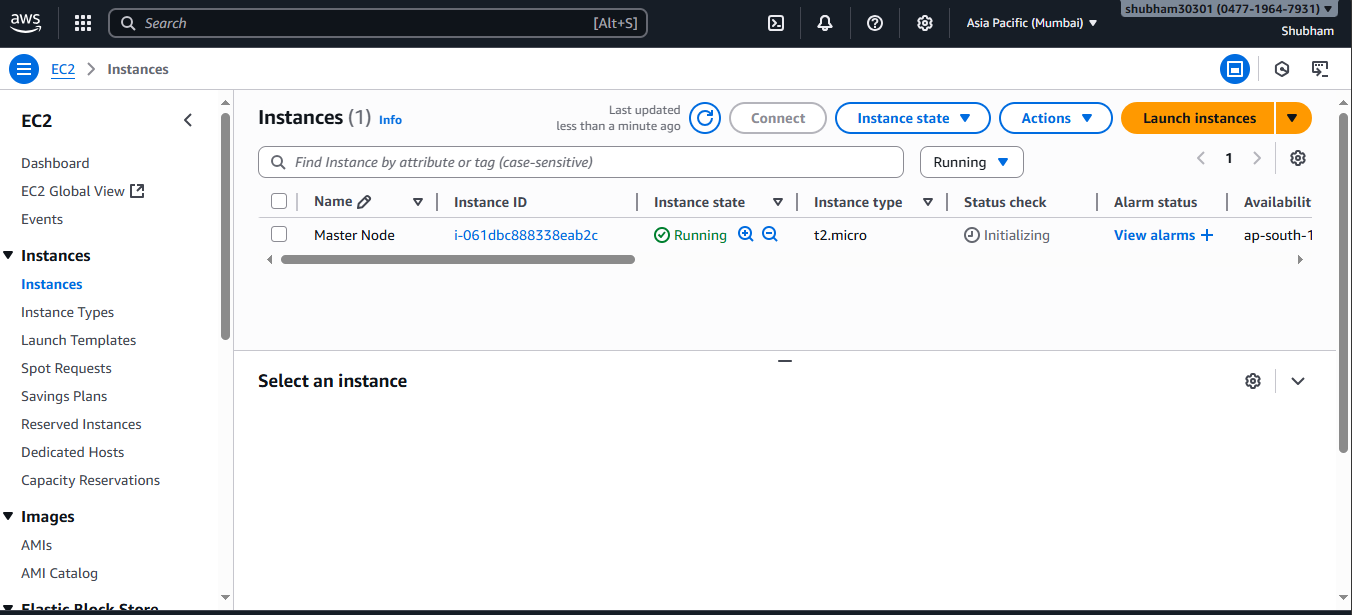 aws
Search [Alt+S]
Asia Pacific (Mumbai)
shubham30301 (0477-1964-7931)
Shubham
EC2 Instances
EC2
Dashboard
EC2 Global View
Events
Instances
Instances
Instance Types
Launch Templates
Spot Requests
Savings Plans
Reserved Instances
Dedicated Hosts
Capacity Reservations
Images
AMIs
AMI Catalog
Elastic Block Store
Instances (1) Info
Last updated
less than a minute ago
Connect
Instance state
Actions
Launch instances
Find Instance by attribute or tag (case-sensitive)
Running
1
Name Instance ID Instance state Instance type Status check Alarm status Availabilit
Master Node i-061dbc888338eab2c Running t2.micro Initializing View alarms + ap-south-1
Select an instance